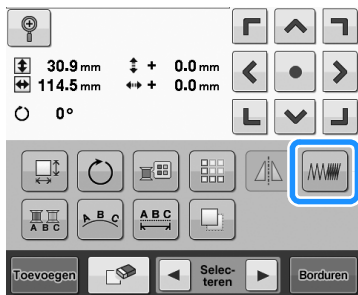 30.9 mm + 0.0 mm
114.5 mm + 0.0 mm
0°
A B C
A B C
A B C
Toevoegen
Selec-
teren
Borduren